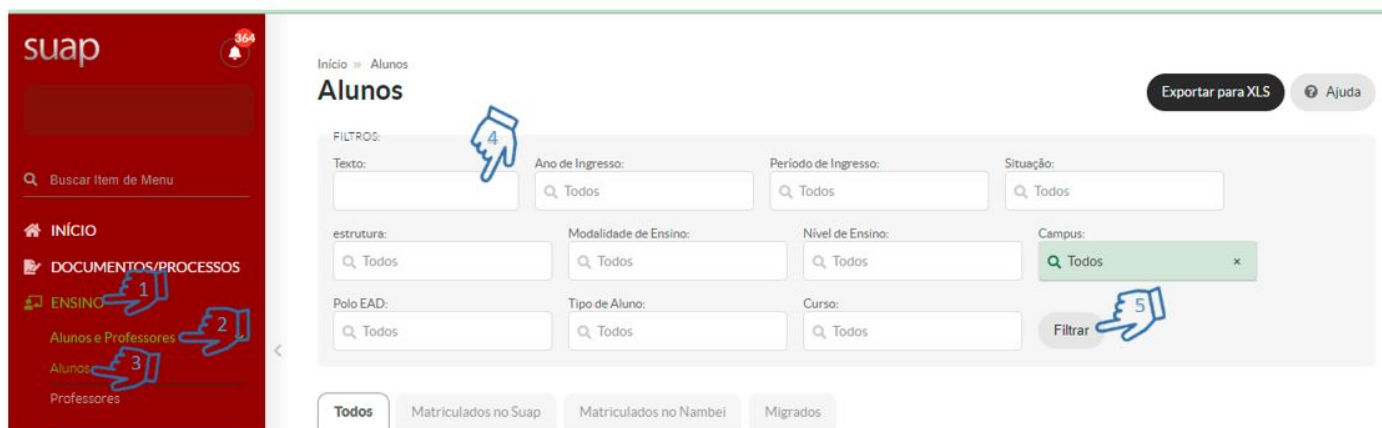 suap
364
Buscar Item de Menu
INÍCIO
DOCUMENTOS/PROCESSOS
ENSINO
1
Alunos e Professores
2
Alunos
3
Professores
Início » Alunos
Alunos
Exportar para XLS
Ajuda
FILTROS:
4
Texto: Ano de Ingresso: Período de Ingresso: Situação:
Todos Todos Todos
estrutura: Modalidade de Ensino: Nível de Ensino: Campus:
Todos Todos Todos Todos ×
Polo EAD: Tipo de Aluno: Curso:
Todos Todos Todos Filtrar 5
Todos Matriculados no Suap Matriculados no Nambei Migrados